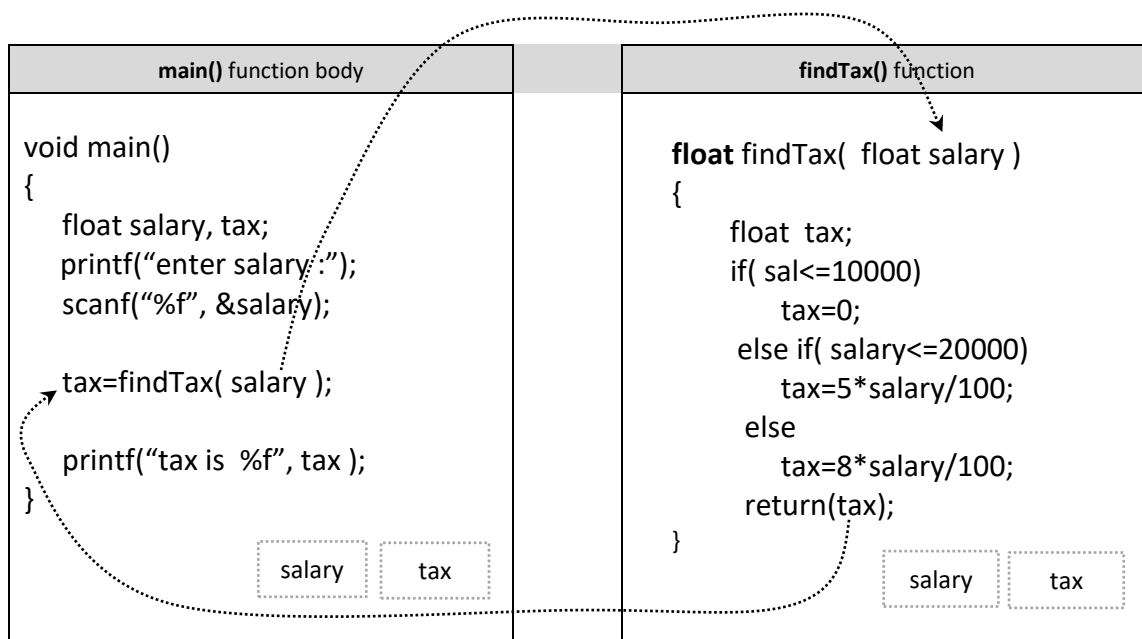 main() function body
void main()
{
float salary, tax;
printf(“enter salary :”);
scanf(“%f”, &salary);
tax=findTax( salary );
printf(“tax is  %f”, tax );
}
salary
tax
findTax() function
float findTax(  float salary )
{
float  tax;
if( sal<=10000)
tax=0;
else if( salary<=20000)
tax=5*salary/100;
else
tax=8*salary/100;
return(tax);
}
salary
tax